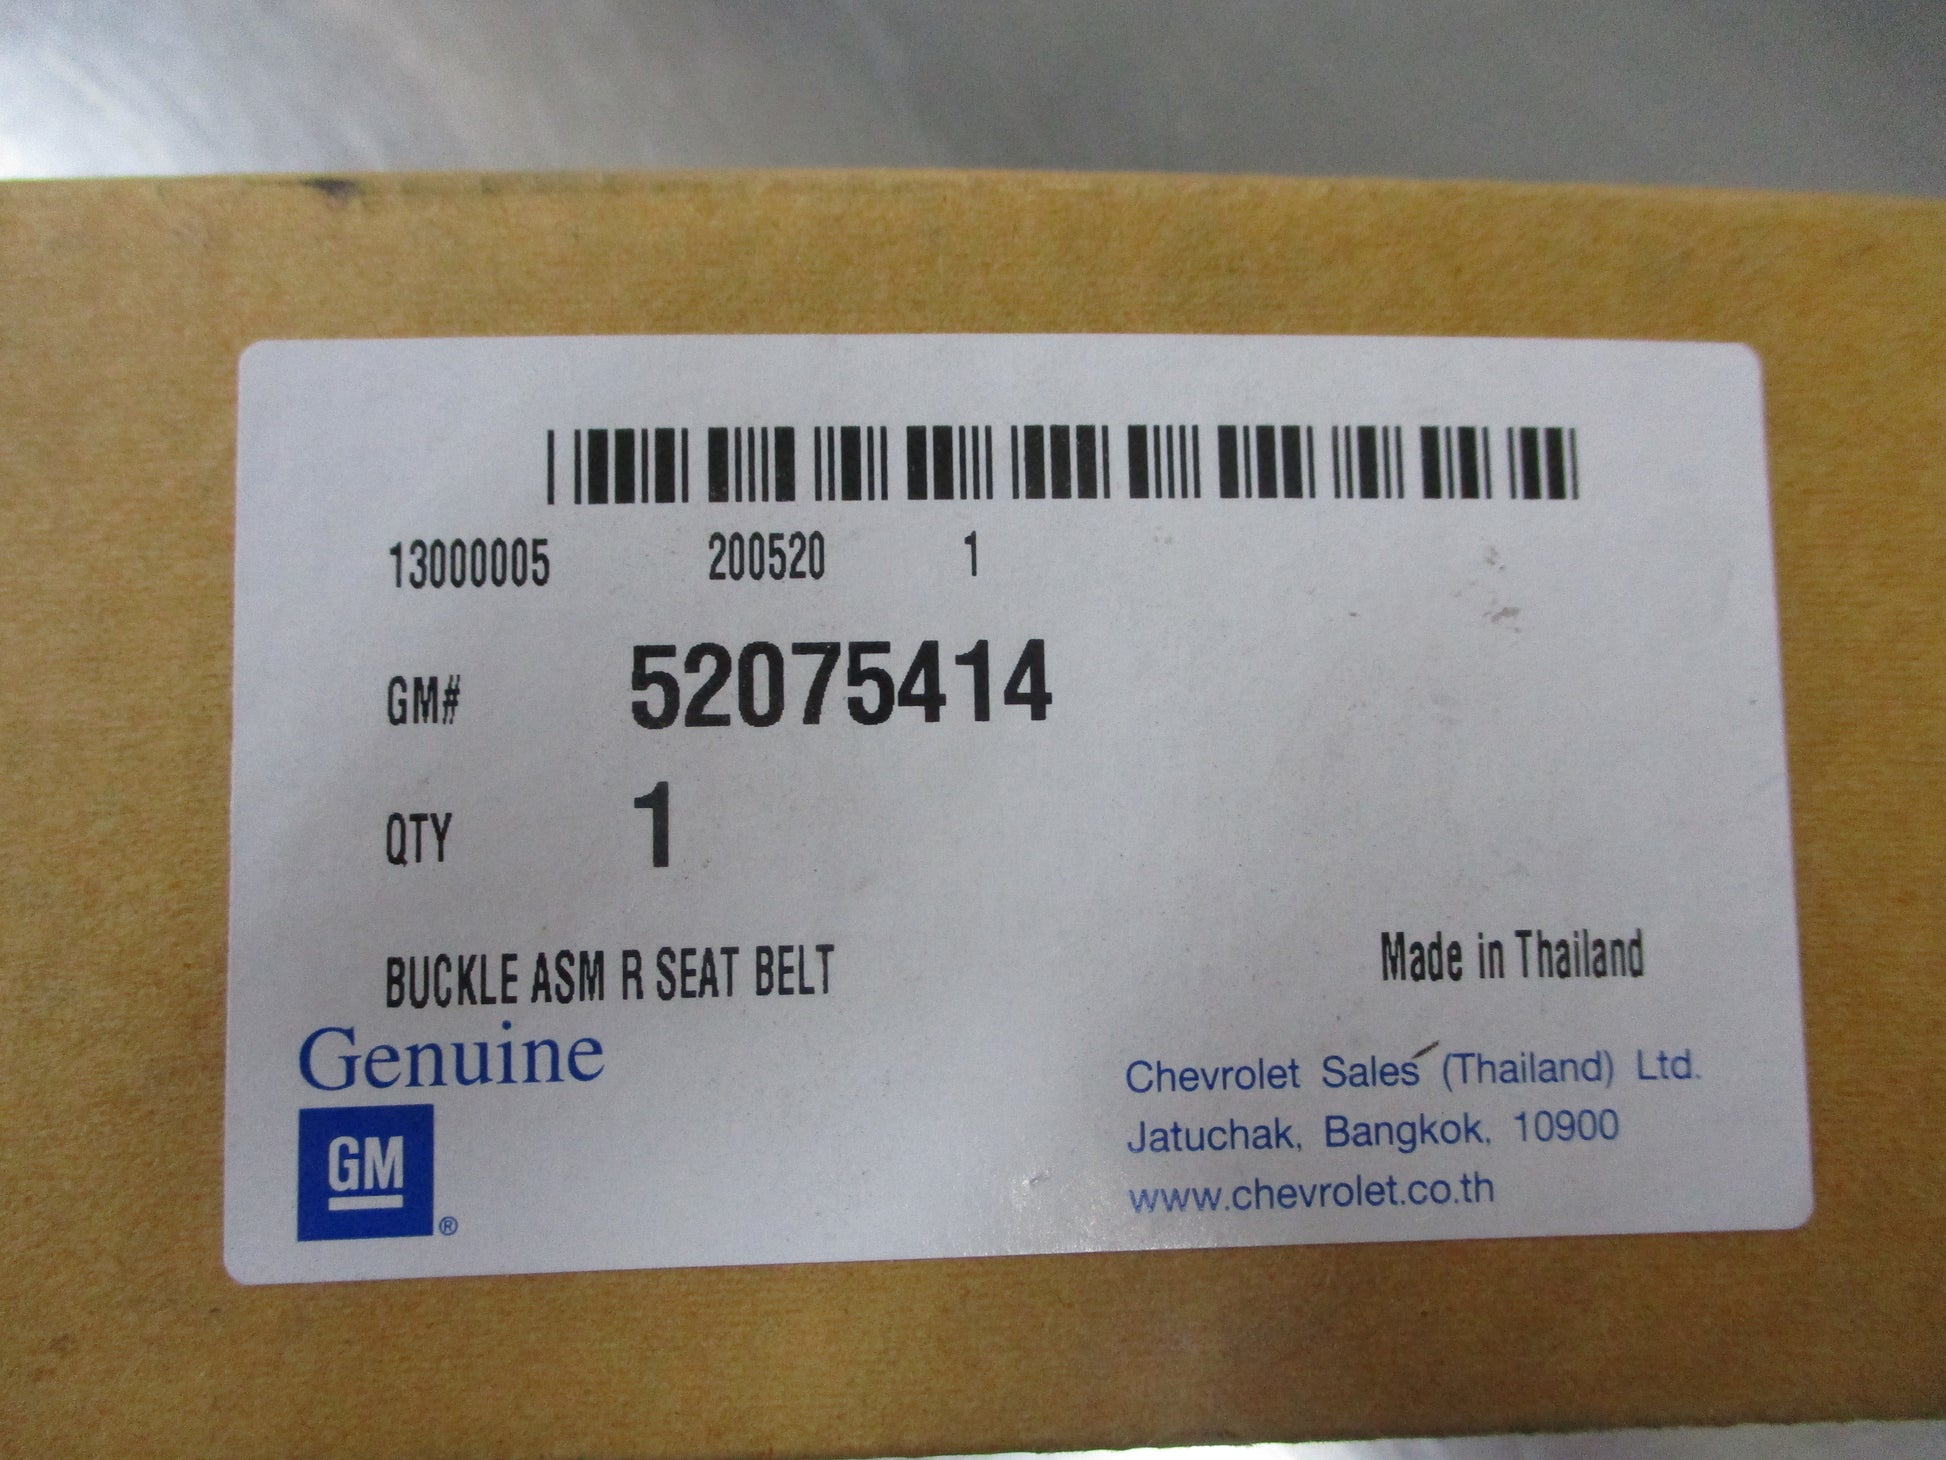 13000005 200520 1
GM# 52075414
QTY 1
BUCKLE ASM R SEAT BELT
Made in Thailand
Genuine
GM ®
Chevrolet Sales (Thailand) Ltd.
Jatuchak, Bangkok, 10900
www.chevrolet.co.th